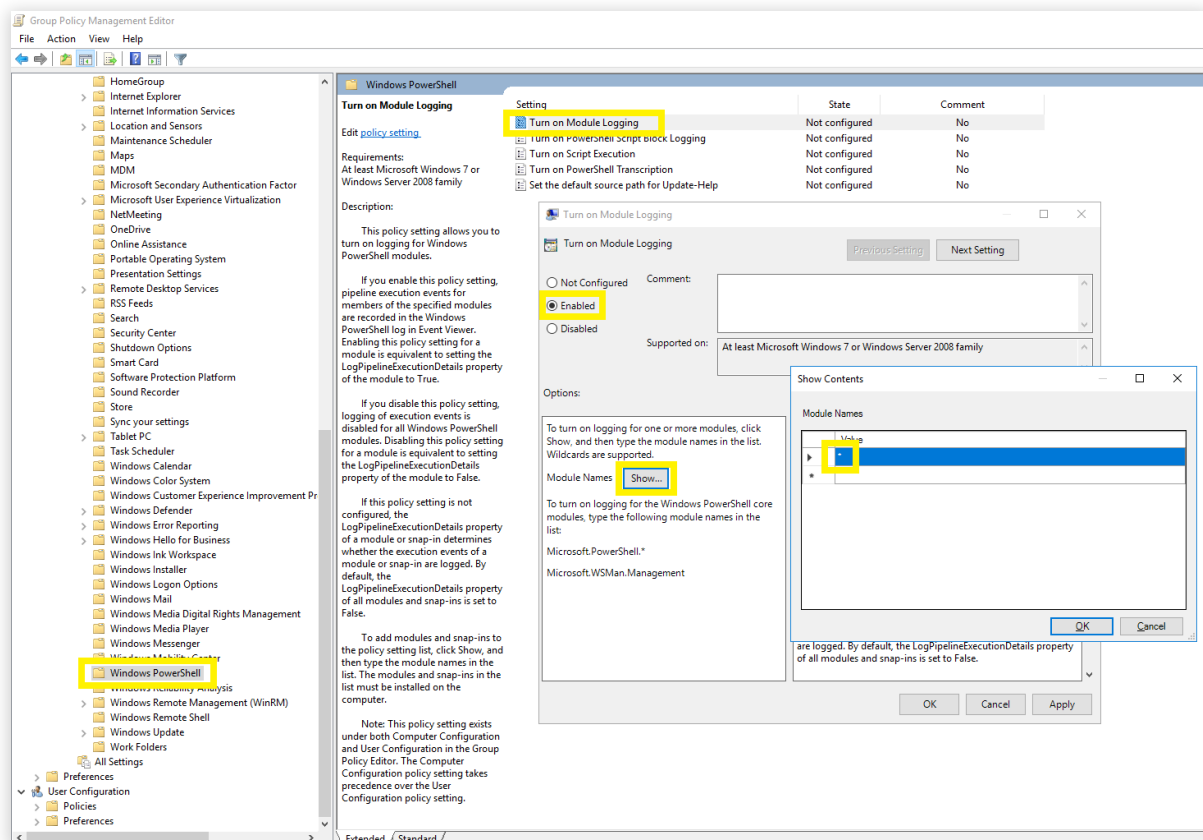 Group Policy Management Editor
File Action View Help
HomeGroup
Internet Explorer
Internet Information Services
Location and Sensors
Maintenance Scheduler
Maps
MDM
Microsoft Secondary Authentication Factor
Microsoft User Experience Virtualization
NetMeeting
OneDrive
Online Assistance
Portable Operating System
Presentation Settings
Remote Desktop Services
RSS Feeds
Search
Security Center
Shutdown Options
Smart Card
Software Protection Platform
Sound Recorder
Store
Sync your settings
Tablet PC
Task Scheduler
Windows Calendar
Windows Color System
Windows Customer Experience Improvement Pr
Windows Defender
Windows Error Reporting
Windows Hello for Business
Windows Ink Workspace
Windows Installer
Windows Logon Options
Windows Mail
Windows Media Digital Rights Management
Windows Media Player
Windows Messenger
Windows Mobility Center
Windows PowerShell
Windows Reliability Analysis
Windows Remote Management (WinRM)
Windows Remote Shell
Windows Update
Work Folders
All Settings
Preferences
User Configuration
Policies
Preferences
Windows PowerShell
Turn on Module Logging
Edit policy setting
Requirements:
At least Microsoft Windows 7 or
Windows Server 2008 family
Description:
This policy setting allows you to
turn on logging for Windows
PowerShell modules.
If you enable this policy setting,
pipeline execution events for
members of the specified modules
are recorded in the Windows
PowerShell log in Event Viewer.
Enabling this policy setting for a
module is equivalent to setting the
LogPipelineExecutionDetails property
of the module to True.
If you disable this policy setting,
logging of execution events is
disabled for all Windows PowerShell
modules. Disabling this policy setting
for a module is equivalent to setting
the LogPipelineExecutionDetails
property of the module to False.
If this policy setting is not
configured, the
LogPipelineExecutionDetails property
of a module or snap-in determines
whether the execution events of a
module or snap-in are logged. By
default, the
LogPipelineExecutionDetails property
of all modules and snap-ins is set to
False.
To add modules and snap-ins to
the policy setting list, click Show, and
then type the module names in the
list. The modules and snap-ins in the
list must be installed on the
computer.
Note: This policy setting exists
under both Computer Configuration
and User Configuration in the Group
Policy Editor. The Computer
Configuration policy setting takes
precedence over the User
Configuration policy setting.
Setting State Comment
Turn on Module Logging Not configured No
Turn on PowerShell Script Block Logging Not configured No
Turn on Script Execution Not configured No
Turn on PowerShell Transcription Not configured No
Set the default source path for Update-Help Not configured No
Turn on Module Logging
Turn on Module Logging
Previous Setting Next Setting
Not Configured
Enabled
Disabled
Comment:
Supported on:
At least Microsoft Windows 7 or Windows Server 2008 family
Options:
To turn on logging for one or more modules, click
Show, and then type the module names in the list.
Wildcards are supported.
Module Names Show...
To turn on logging for the Windows PowerShell core
modules, type the following module names in the
list:
Microsoft.PowerShell.*
Microsoft.WSMan.Management
are logged. By default, the LogPipelineExecutionDetails property
of all modules and snap-ins is set to False.
OK Cancel Apply
Show Contents
Module Names
Value
*
*
OK Cancel
Extended Standard